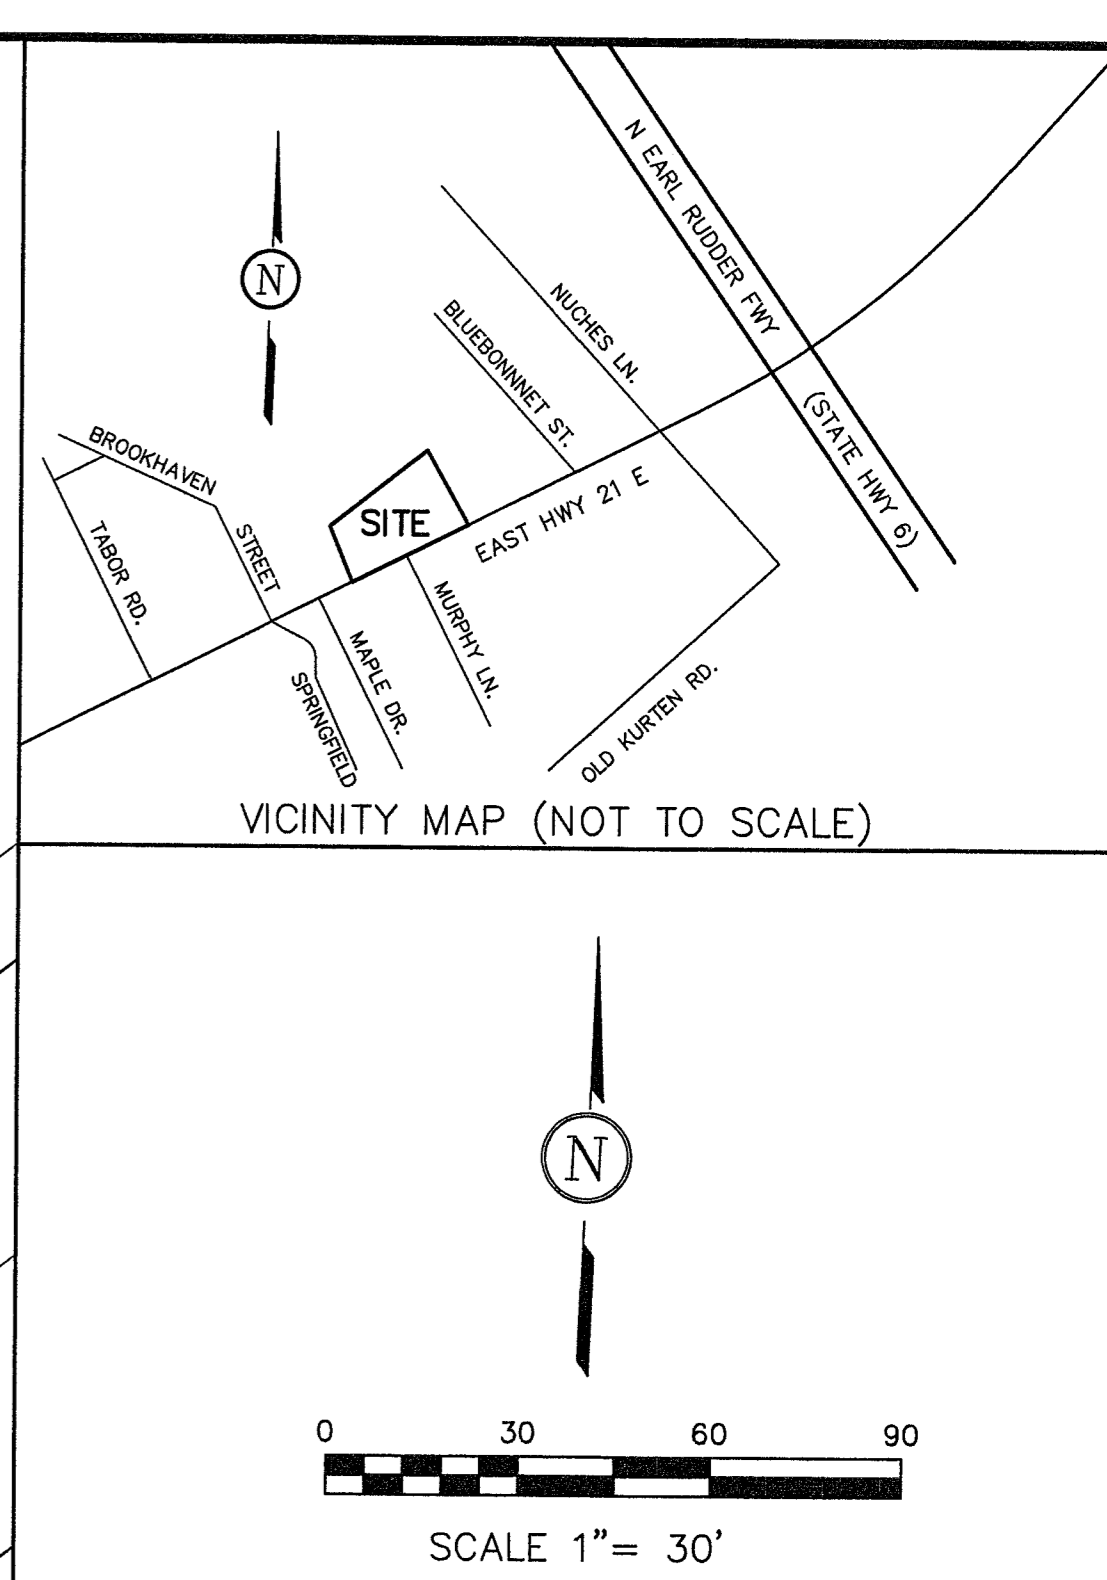 N EARL RUDDER FWY
(STATE HWY 6)
N
NUCHES LN.
BLUEBONNNET ST.
BROOKHAVEN
STREET
TABOR RD.
SITE
EAST HWY 21 E
MURPHY LN.
MAPLE DR.
SPRINGFIELD
OLD KURTEN RD.
VICINITY MAP (NOT TO SCALE)
N
0 30 60 90
SCALE 1"= 30'